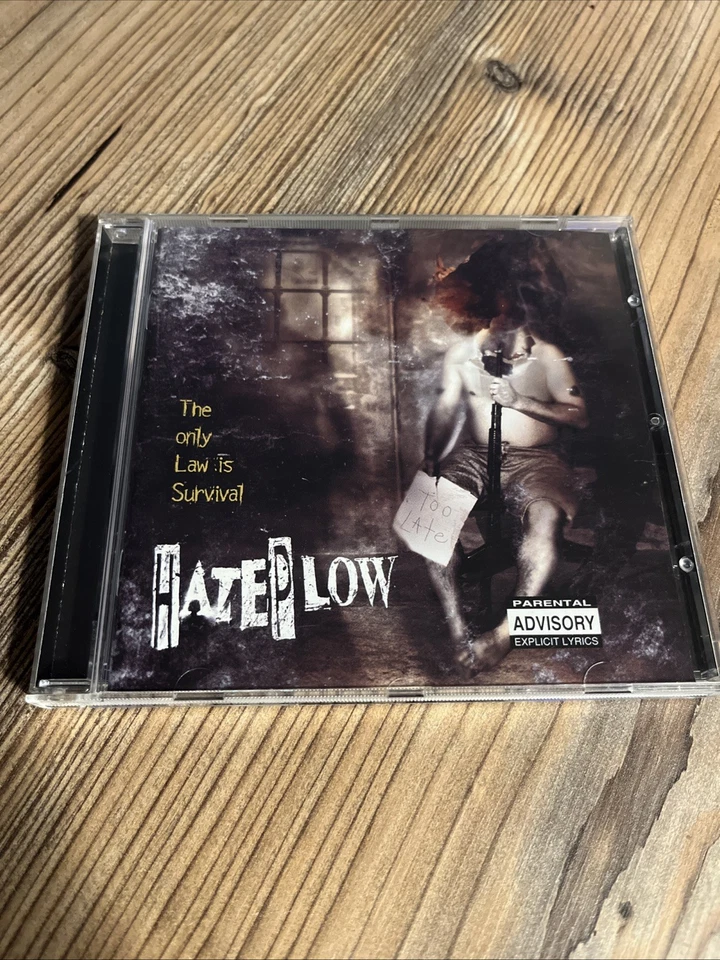 The
only
Law is
Survival
Too
LAte
HATEPLOW
PARENTAL
ADVISORY
EXPLICIT LYRICS